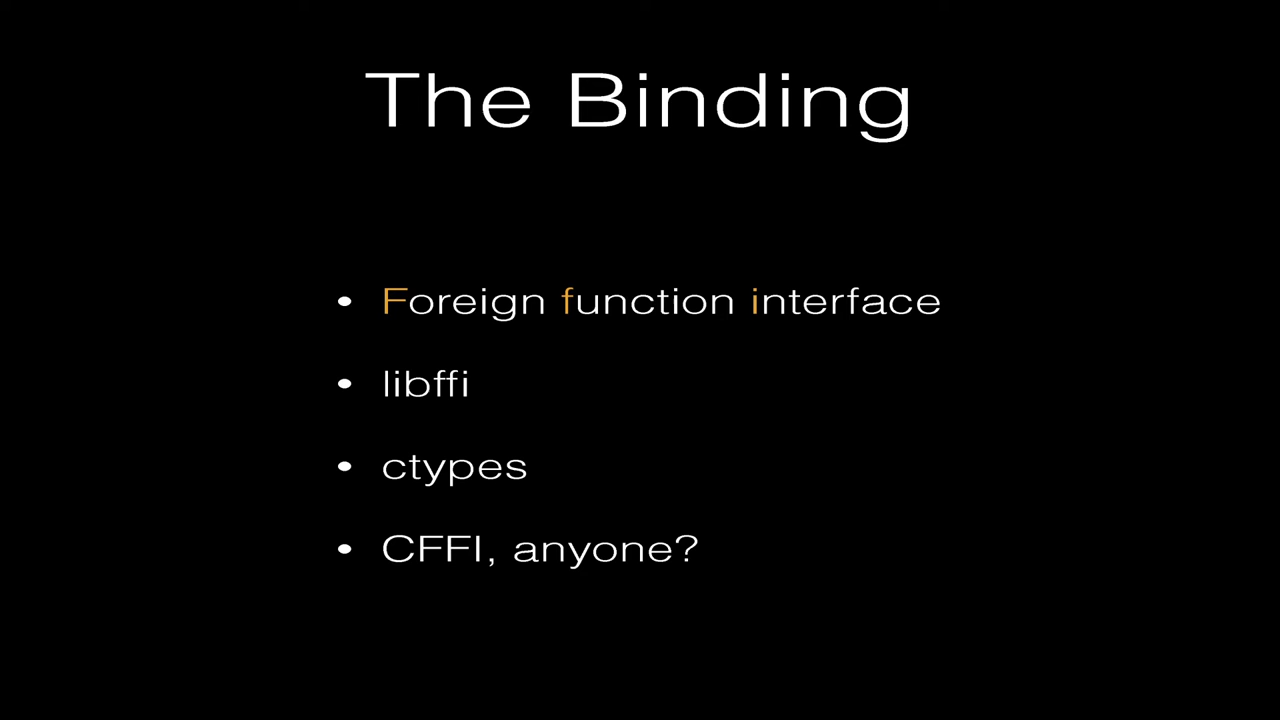 The Binding
• Foreign function interface
• libffi
• ctypes
• CFFI, anyone?